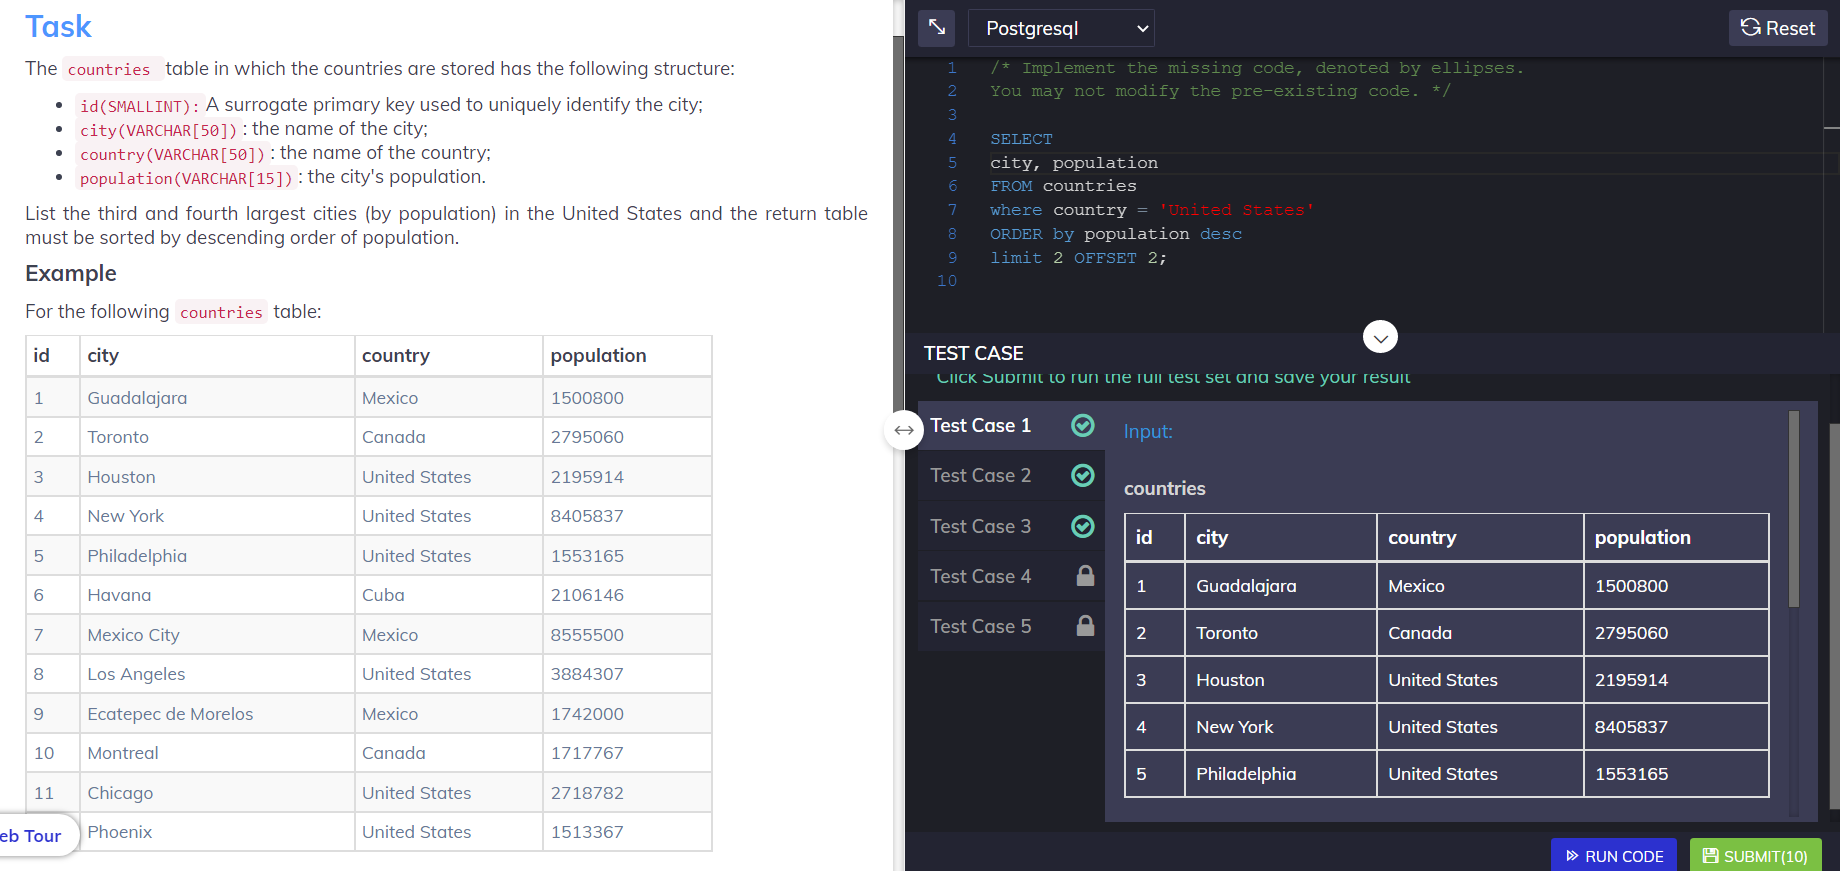 Task
The countries table in which the countries are stored has the following structure:
• id(SMALLINT): A surrogate primary key used to uniquely identify the city;
• city(VARCHAR[50]): the name of the city;
• country(VARCHAR[50]): the name of the country;
• population(VARCHAR[15]): the city's population.
List the third and fourth largest cities (by population) in the United States and the return table
must be sorted by descending order of population.
Example
For the following countries table:
id city country population
1 Guadalajara Mexico 1500800
2 Toronto Canada 2795060
3 Houston United States 2195914
4 New York United States 8405837
5 Philadelphia United States 1553165
6 Havana Cuba 2106146
7 Mexico City Mexico 8555500
8 Los Angeles United States 3884307
9 Ecatepec de Morelos Mexico 1742000
10 Montreal Canada 1717767
11 Chicago United States 2718782
Phoenix United States 1513367
eb Tour
Postgresql
Reset
1 /* Implement the missing code, denoted by ellipses.
2 You may not modify the pre-existing code. */
3
4 SELECT
5 city, population
6 FROM countries
7 where country = 'United States'
8 ORDER by population desc
9 limit 2 OFFSET 2;
10
TEST CASE
Click Submit to run the full test set and save your result
Test Case 1
Test Case 2
Test Case 3
Test Case 4
Test Case 5
Input:
countries
id city country population
1 Guadalajara Mexico 1500800
2 Toronto Canada 2795060
3 Houston United States 2195914
4 New York United States 8405837
5 Philadelphia United States 1553165
RUN CODE
SUBMIT(10)